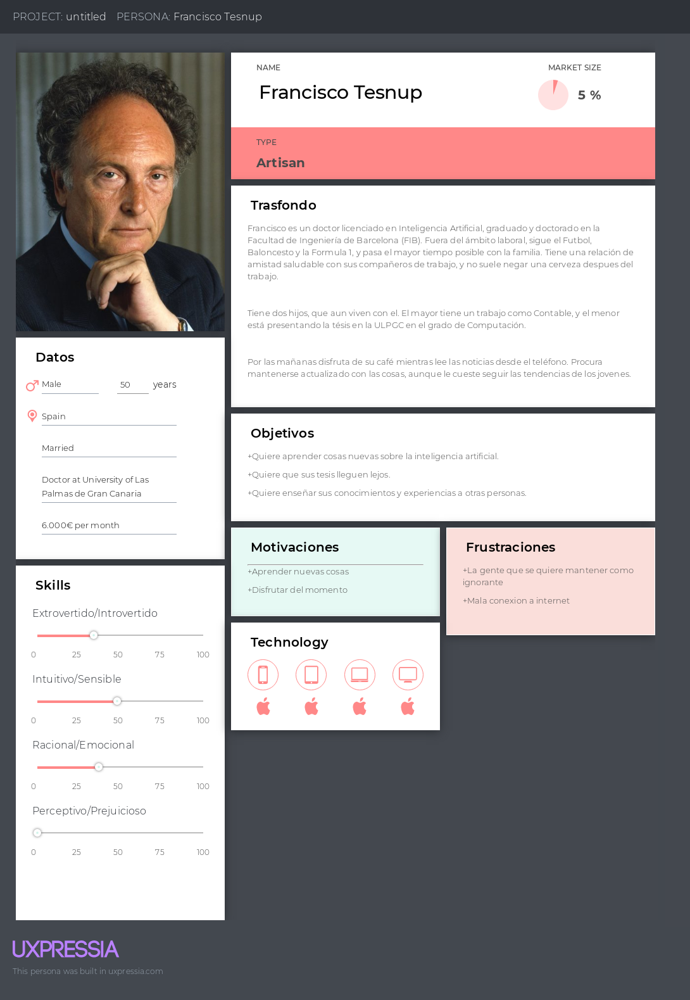 PROJECT: untitled PERSONA: Francisco Tesnup
NAME
Francisco Tesnup
MARKET SIZE
5 %
TYPE
Artisan
Trasfondo
Francisco es un doctor licenciado en Inteligencia Artificial, graduado y doctorado en la
Facultad de Ingeniería de Barcelona (FIB). Fuera del ámbito laboral, sigue el Futbol,
Baloncesto y la Formula 1, y pasa el mayor tiempo posible con la familia. Tiene una relación de
amistad saludable con sus compañeros de trabajo, y no suele negar una cerveza despues del
trabajo.
Tiene dos hijos, que aun viven con el. El mayor tiene un trabajo como Contable, y el menor
está presentando la tésis en la ULPGC en el grado de Computación.
Por las mañanas disfruta de su café mientras lee las noticias desde el teléfono. Procura
mantenerse actualizado con las cosas, aunque le cueste seguir las tendencias de los jovenes.
Datos
Male 50 years
Spain
Married
Doctor at University of Las
Palmas de Gran Canaria
6.000€ per month
Objetivos
+Quiere aprender cosas nuevas sobre la inteligencia artificial.
+Quiere que sus tesis lleguen lejos.
+Quiere enseñar sus conocimientos y experiencias a otras personas.
Motivaciones
+Aprender nuevas cosas
+Disfrutar del momento
Frustraciones
+La gente que se quiere mantener como
ignorante
+Mala conexion a internet
Skills
Extrovertido/Introvertido
0 25 50 75 100
Intuitivo/Sensible
0 25 50 75 100
Racional/Emocional
0 25 50 75 100
Perceptivo/Prejuicioso
0 25 50 75 100
Technology
UXPRESSIA
This persona was built in uxpressia.com